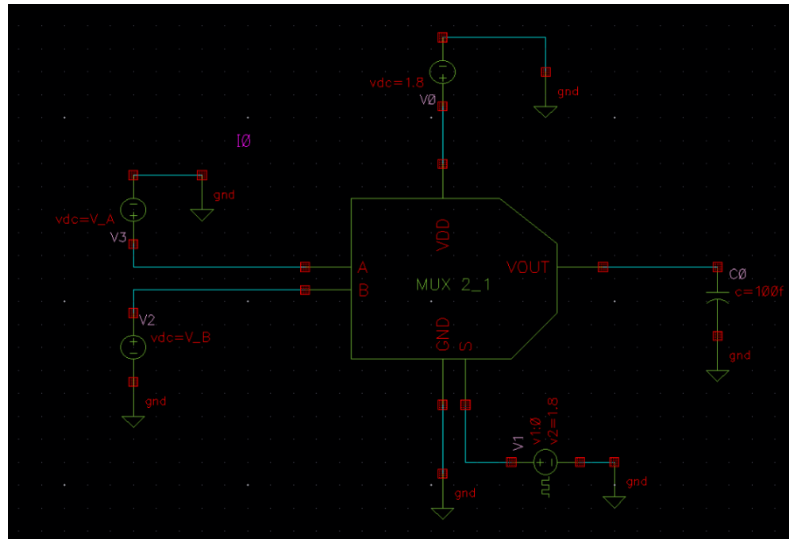 vdc=1.8
V0
gnd
I0
gnd
vdc=V_A
V3
VDD
A
VOUT
MUX 2_1
B
C0
c=100f
V2
vdc=V_B
GND
S
gnd
gnd
V1
v1:0
v2=1.8
gnd
gnd